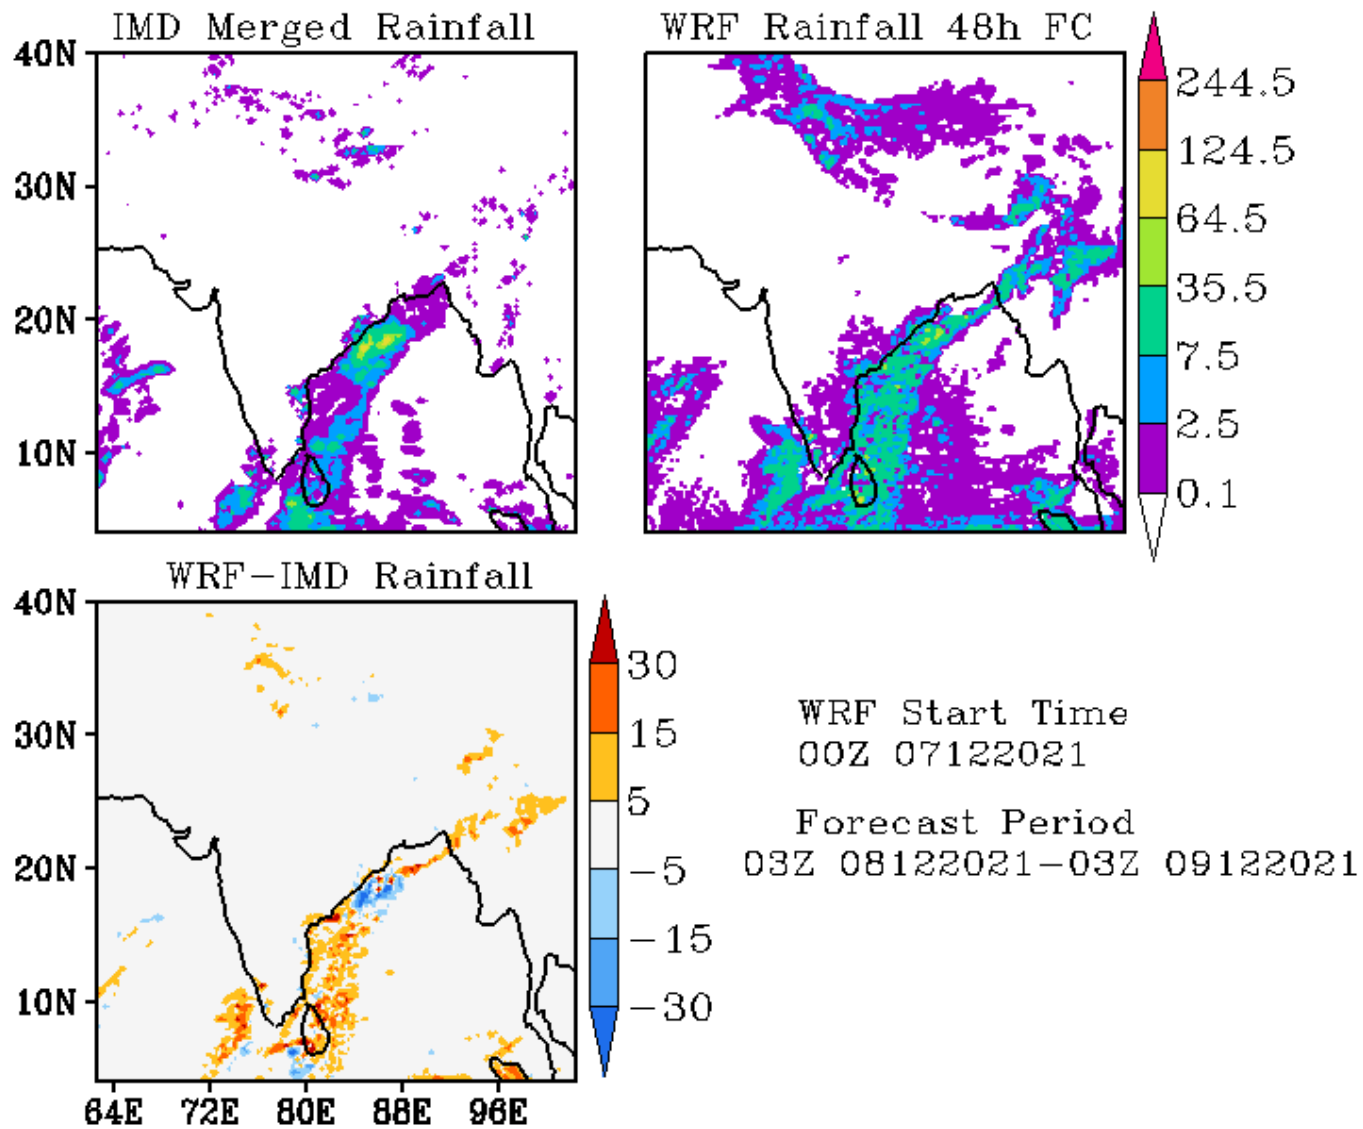 IMD Merged Rainfall
WRF Rainfall 48h FC
40N
30N
20N
10N
244.5
124.5
64.5
35.5
7.5
2.5
0.1
WRF-IMD Rainfall
40N
30N
20N
10N
64E 72E 80E 88E 96E
30
15
5
-5
-15
-30
WRF Start Time
00Z 07122021
Forecast Period
03Z 08122021-03Z 09122021